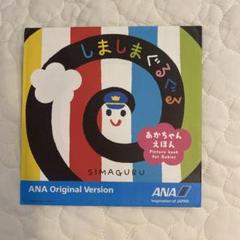 しましまぐるぐる
SIMAGURU
あかちゃん
えほん
Picture book
for Babies
ANA Original Version
ANA
Inspiration of JAPAN